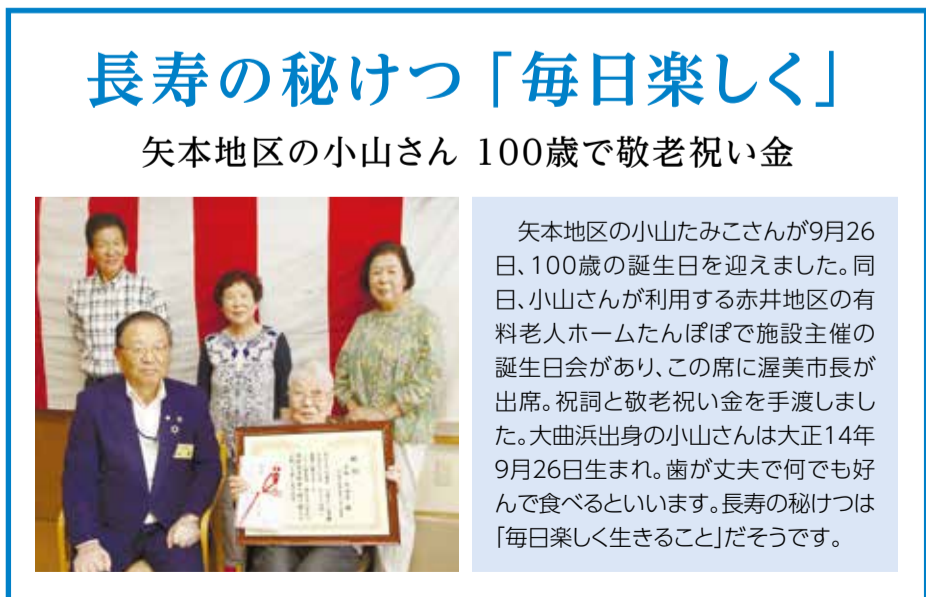 長寿の秘けつ「毎日楽しく」
矢本地区の小山さん 100歳で敬老祝い金
矢本地区の小山たみこさんが9月26
日、100歳の誕生日を迎えました。同
日、小山さんが利用する赤井地区の有
料老人ホームたんぽぽで施設主催の
誕生日会があり、この席に渥美市長が
出席。祝詞と敬老祝い金を手渡しまし
た。大曲浜出身の小山さんは大正14年
9月26日生まれ。歯が丈夫で何でも好
んで食べるといいます。長寿の秘けつは
「毎日楽しく生きること」だそうです。